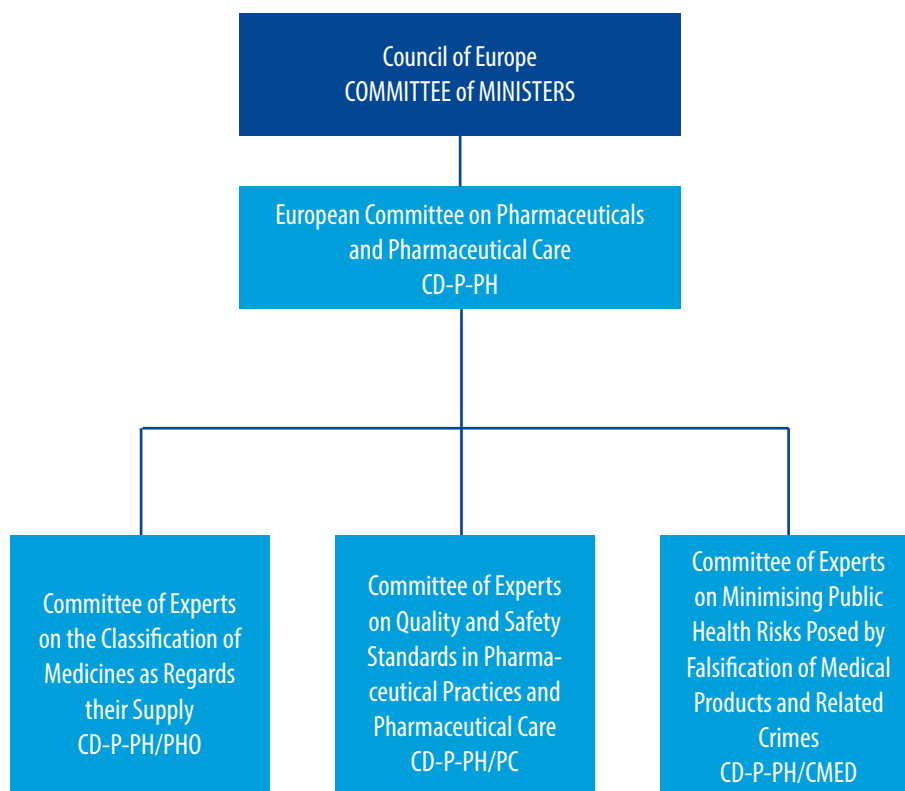 Council of Europe
COMMITTEE of MINISTERS
European Committee on Pharmaceuticals
and Pharmaceutical Care
CD-P-PH
Committee of Experts
on the Classification of
Medicines as Regards
their Supply
CD-P-PH/PHO
Committee of Experts
on Quality and Safety
Standards in Pharma-
ceutical Practices and
Pharmaceutical Care
CD-P-PH/PC
Committee of Experts
on Minimising Public
Health Risks Posed by
Falsification of Medical
Products and Related
Crimes
CD-P-PH/CMED